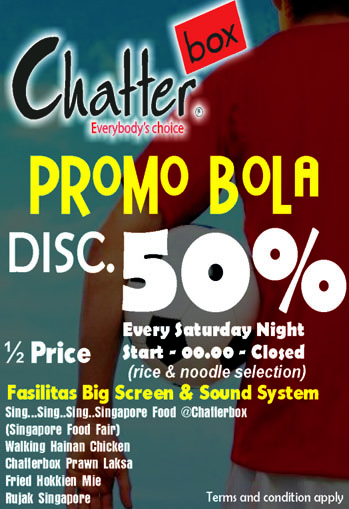 Chatter box ®
Everybody's choice
PROMO BOLA
DISC. 50%
Every Saturday Night
½ Price Start - 00.00 - Closed
(rice & noodle selection)
Fasilitas Big Screen & Sound System
Sing...Sing..Sing..Singapore Food @Chatterbox
(Singapore Food Fair)
Walking Hainan Chicken
Chatterbox Prawn Laksa
Fried Hokkien Mie
Rujak Singapore
Terms and condition apply